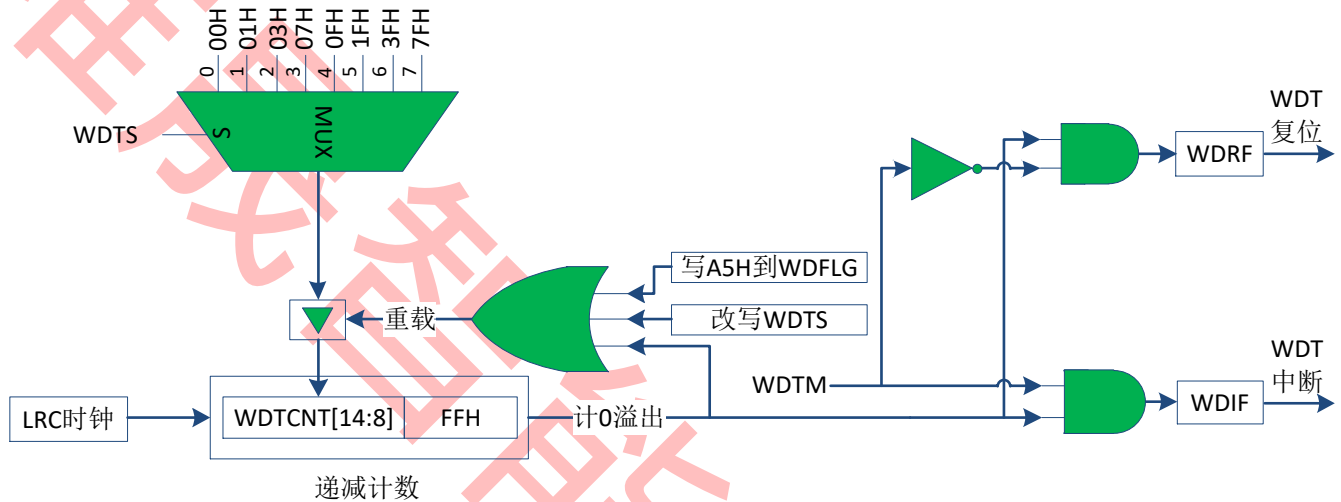 00H 01H 03H 07H 0FH 1FH 3FH 7FH
0 1 2 3 4 5 6 7
WDTS
S
MUX
WDT
复位
WDRF
写A5H到WDFLG
重载
改写WDTS
WDTM
WDT
中断
LRC时钟
WDTCNT[14:8]
FFH
计0溢出
WDIF
递减计数